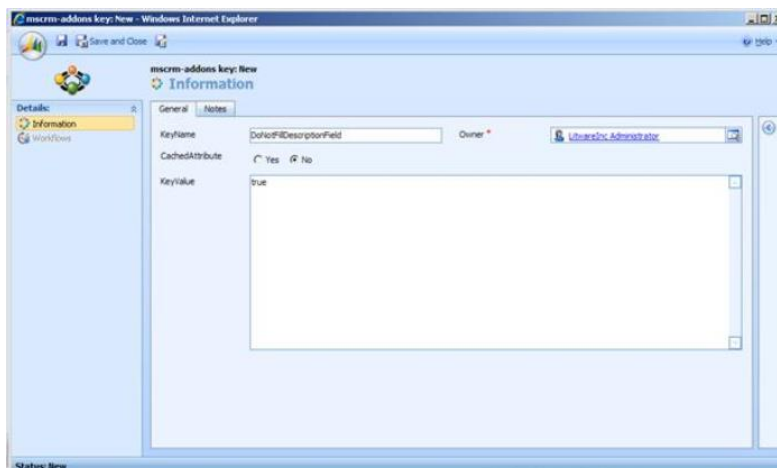 mscrm-addons key: New - Windows Internet Explorer
Save and Close
Help
mscrm-addons key: New
Information
Details:
Information
Workflows
General Notes
KeyName DoNotFillDescriptionField Owner * LitwareInc Administrator
CachedAttribute Yes No
KeyValue true
Status: New